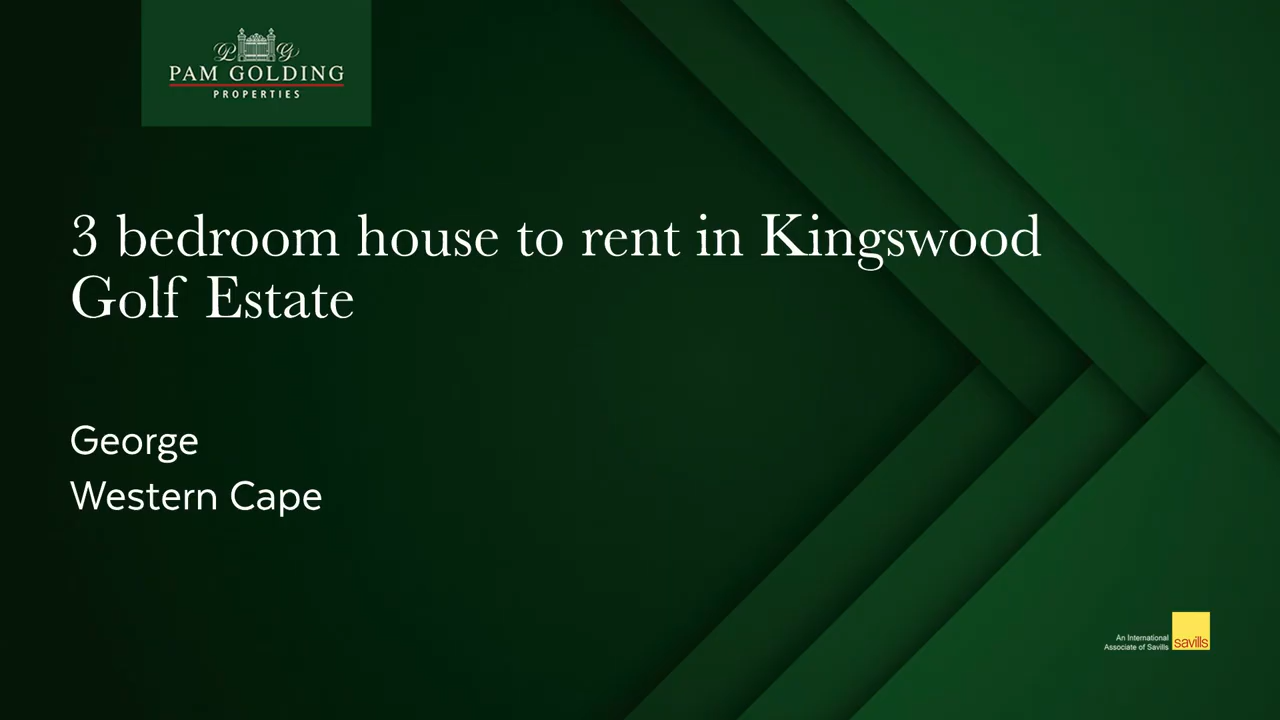 PAM GOLDING
PROPERTIES
3 bedroom house to rent in Kingswood
Golf Estate
George
Western Cape
An International
Associate of Savills
savills